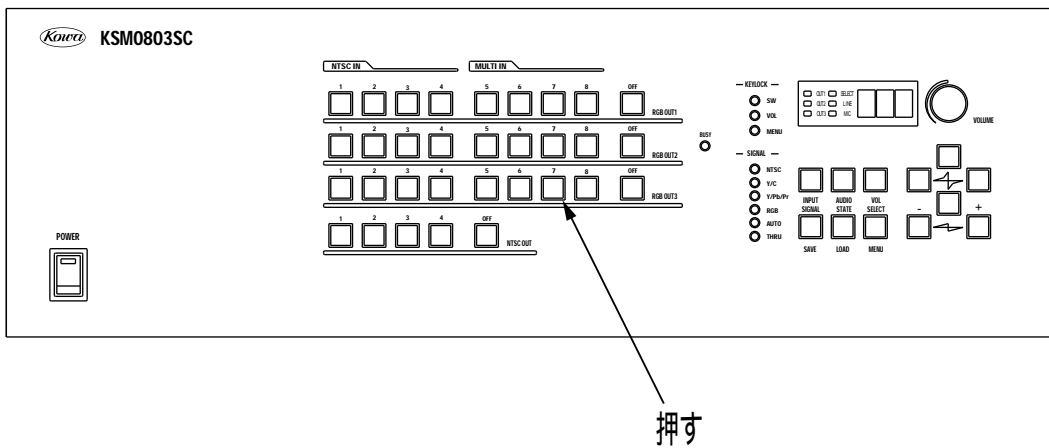 Kowa KSM0803SC
NTSC IN MULTI IN
1 2 3 4 5 6 7 8 OFF
RGB OUT1
1 2 3 4 5 6 7 8 OFF
RGB OUT2
1 2 3 4 5 6 7 8 OFF
RGB OUT3
1 2 3 4 OFF
NTSC OUT
POWER
BUSY
KEYLOCK
SW
VOL
MENU
SIGNAL
NTSC
Y/C
Y/Pb/Pr
RGB
AUTO
THRU
OUT1 SELECT
OUT2 LINE
OUT3 MIC
VOLUME
INPUT SIGNAL
AUDIO STATE
VOL SELECT
SAVE LOAD MENU
- +
押す